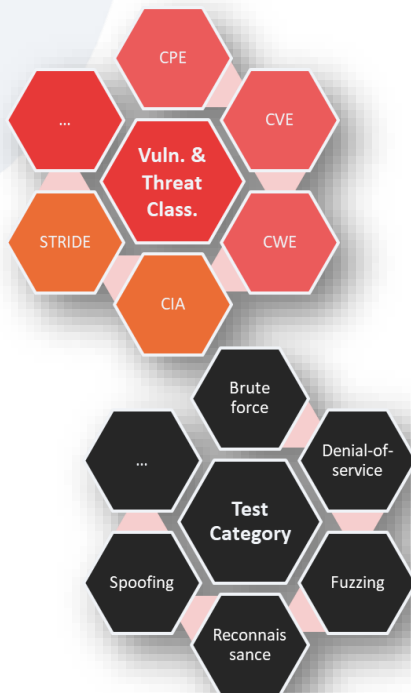 CPE
...
CVE
Vuln. &
Threat
Class.
STRIDE
CWE
CIA
Brute
force
...
Denial-of-
service
Test
Category
Spoofing
Fuzzing
Reconnais
sance